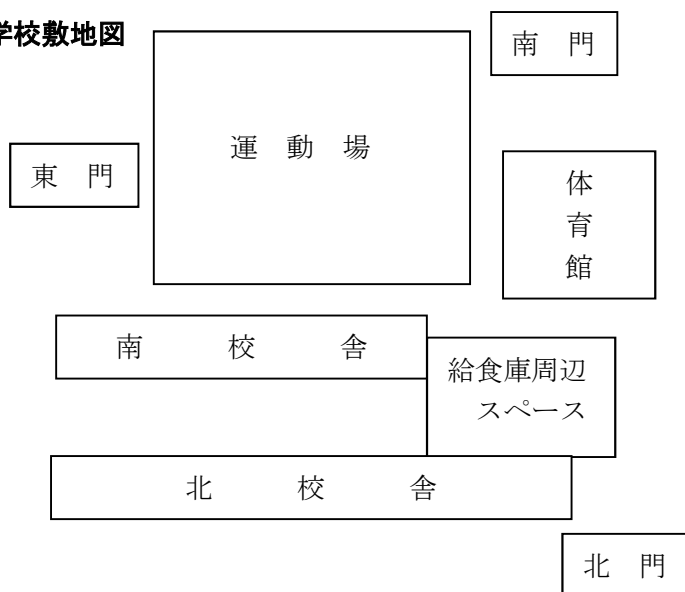 学校敷地図
南　門
運　動　場
東　門
体
育
館
南　校　舎
給食庫周辺
スペース
北　校　舎
北　門